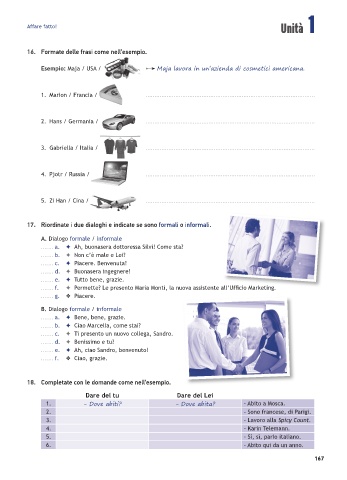 Affare fatto!
Unità 1
16. Formate delle frasi come nell'esempio.
Esempio: Maja / USA / → Maja lavora in un'azienda di cosmetici americana.
1. Marlon / Francia /
2. Hans / Germania /
3. Gabriella / Italia /
4. Pjotr / Russia /
5. Zi Han / Cina /
17. Riordinate i due dialoghi e indicate se sono formali o informali.
A. Dialogo formale / informale
...... a. Ah, buonasera dottoressa Silvi! Come sta?
...... b. Non c'è male e Lei?
...... c. Piacere. Benvenuta!
...... d. Buonasera ingegnere!
...... e. Tutto bene, grazie.
...... f. Permette? Le presento Maria Monti, la nuova assistente all'Ufficio Marketing.
...... g. Piacere.
B. Dialogo formale / informale
...... a. Bene, bene, grazie.
...... b. Ciao Marcella, come stai?
...... c. Ti presento un nuovo collega, Sandro.
...... d. Benissimo e tu?
...... e. Ah, ciao Sandro, benvenuto!
...... f. Ciao, grazie.
18. Completate con le domande come nell'esempio.
Dare del tu Dare del Lei
1. – Dove abiti? – Dove abita? – Abito a Mosca.
2. – Sono francese, di Parigi.
3. – Lavoro alla Spicy Count.
4. – Karin Telemann.
5. – Sì, sì, parlo italiano.
6. – Abito qui da un anno.
167